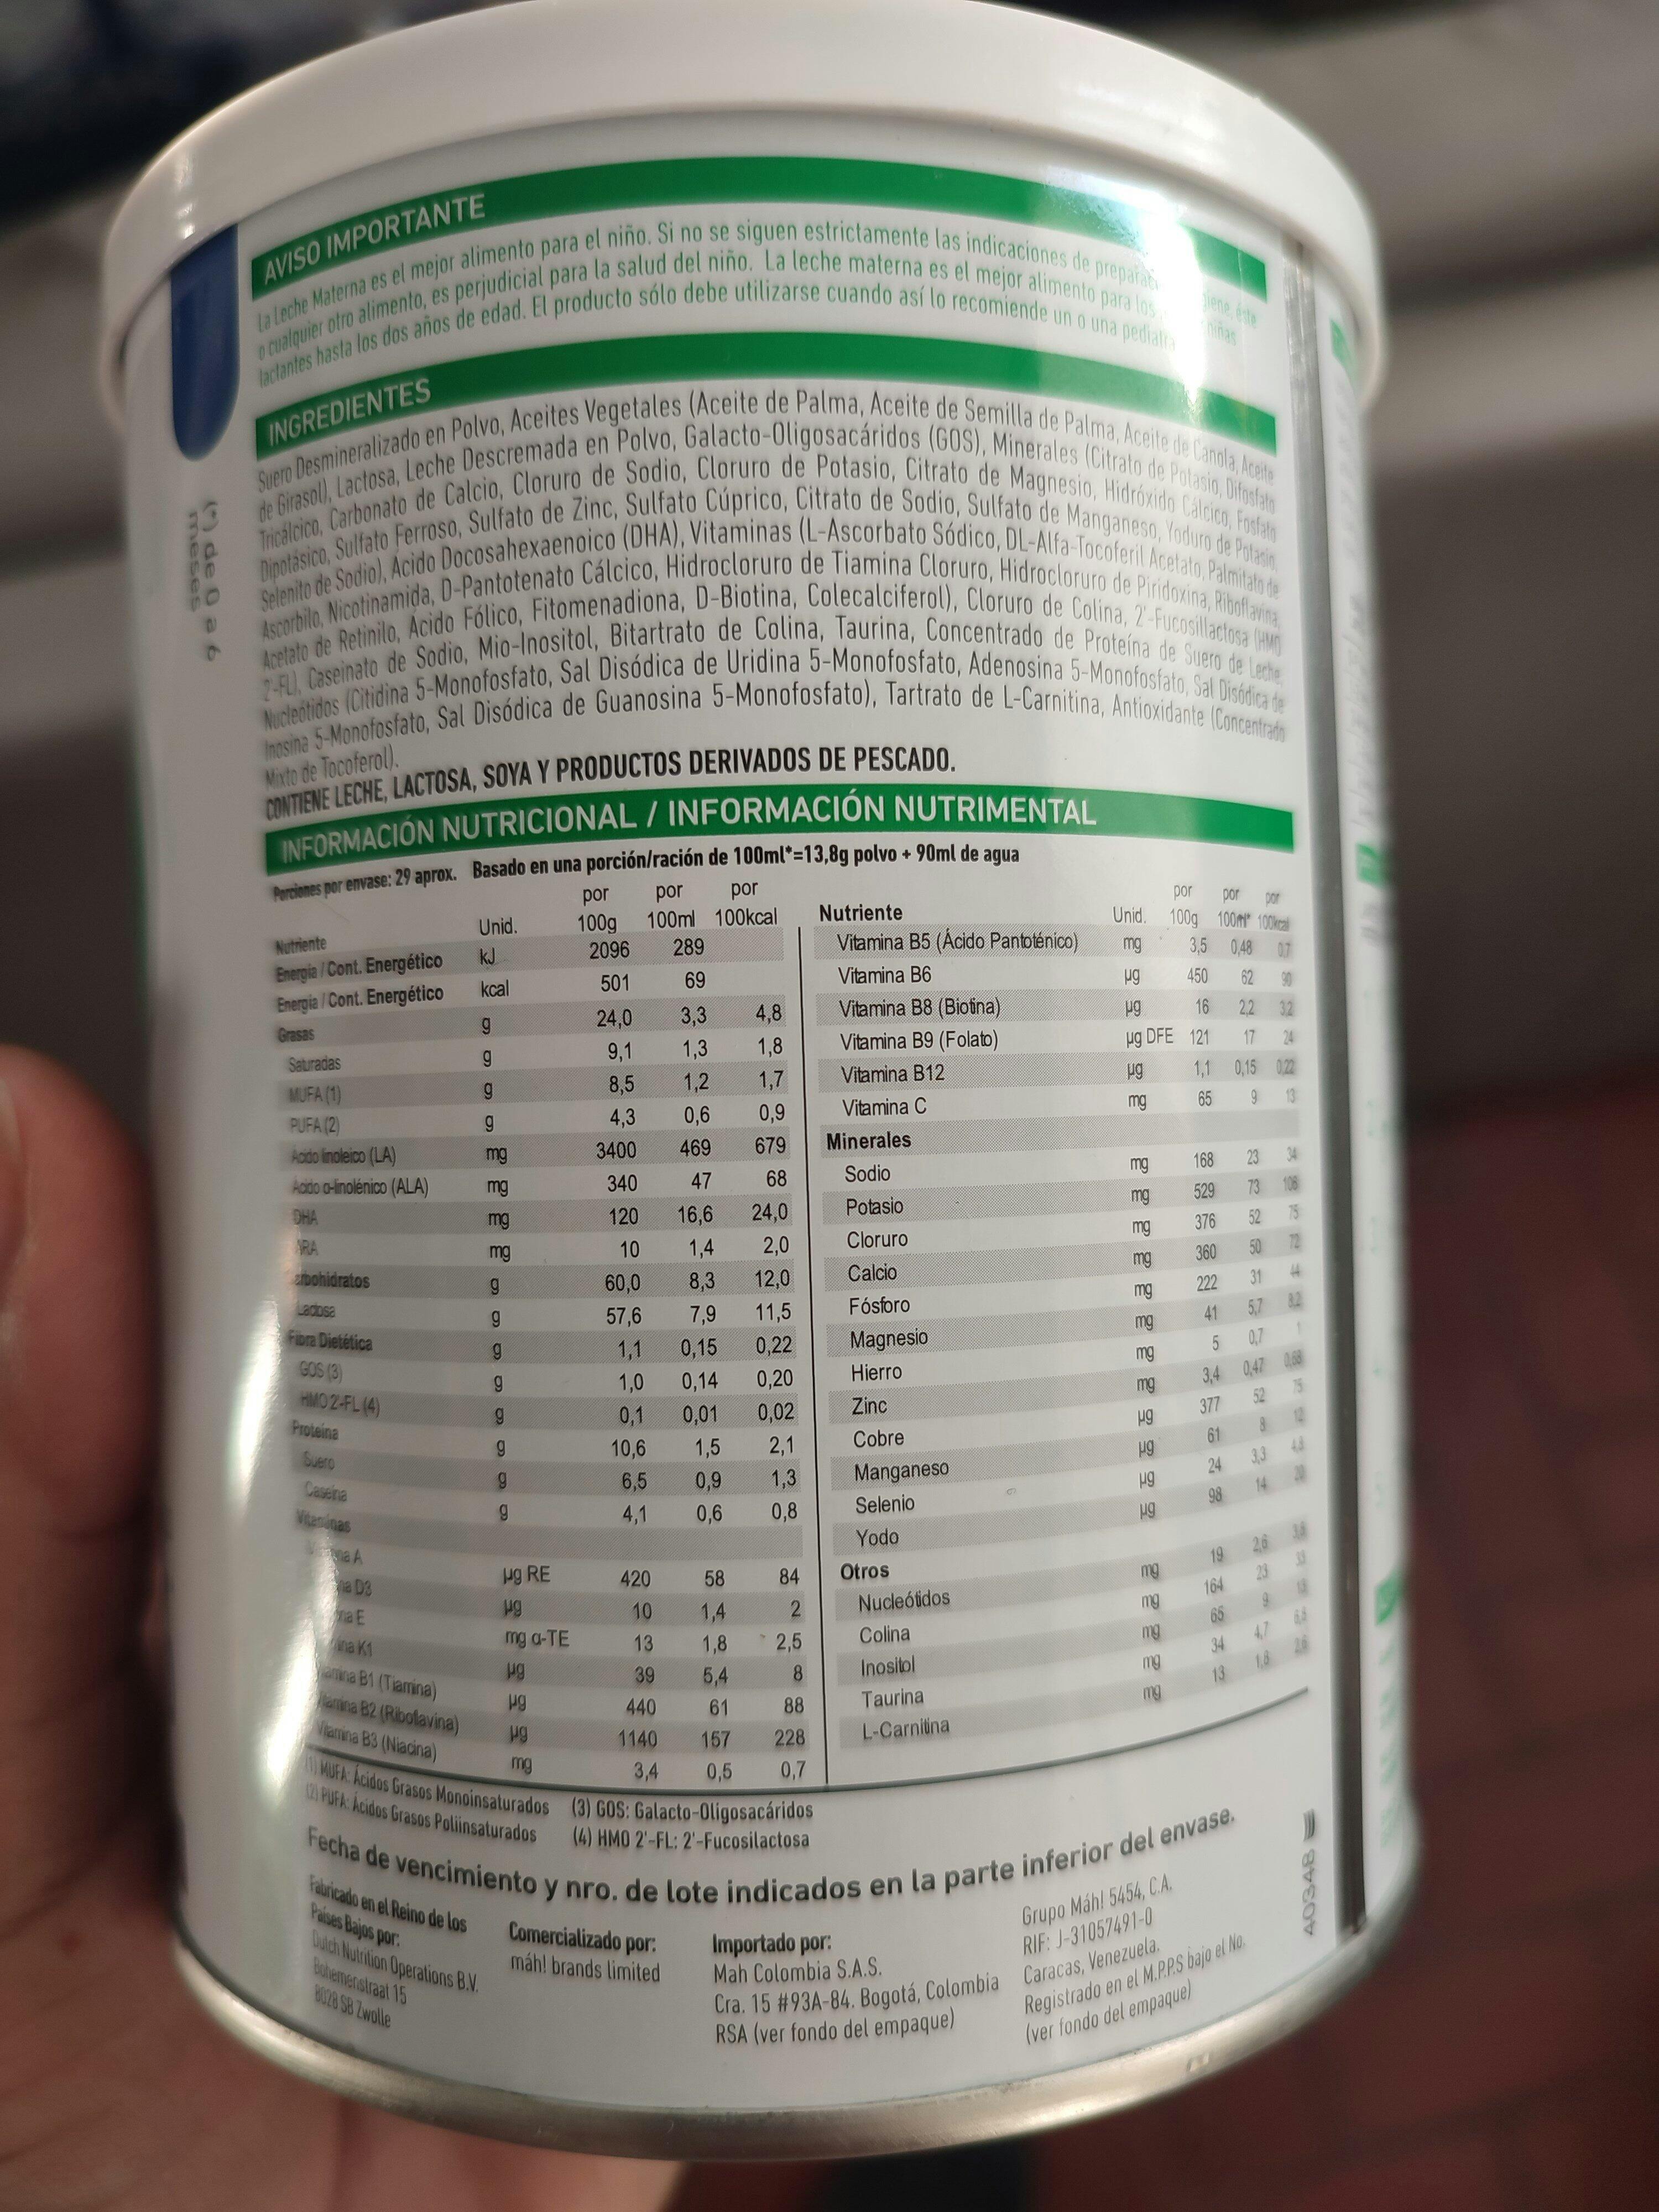 AVISO IMPORTANTE
La Leche Materna es el mejor alimento para el niño. Si no se siguen estrictamente las indicaciones de éste
o cualquier otro alimento, es perjudicial para la salud del niño. La leche materna es el mejor alimento para los niñas
lactantes hasta los dos años de edad. El producto sólo debe utilizarse cuando así lo recomiende un o una pediatra
INGREDIENTES
Suero Desmineralizado en Polvo, Aceites Vegetales (Aceite de Palma, Aceite de Semilla de Palma, Aceite de Canola, Aceite
de Girasol), Lactosa, Leche Descremada en Polvo, Galacto-Oligosacáridos (GOS), Minerales (Citrato de Potasio, Difosfato
Tricálcico, Carbonato de Calcio, Cloruro de Sodio, Cloruro de Potasio, Citrato de Magnesio, Hidróxido Cálcico, Fosfato
Dipotásico, Sulfato Ferroso, Sulfato de Zinc, Sulfato Cúprico, Citrato de Sodio, Sulfato de Manganeso, Yoduro de Potasio,
Selenito de Sodio), Acido Docosahexaenoico (DHA), Vitaminas (L-Ascorbato Sódico, DL-Alfa-Tocoferil Acetato, Palmitato de
Ascorbilo, Nicotinamida, D-Pantotenato Cálcico, Hidrocloruro de Tiamina Cloruro, Hidrocloruro de Piridoxina, Riboflavina,
Acetato de Retinilo, Ácido Fólico, Fitomenadiona, D-Biotina, Colecalciferol), Cloruro de Colina, 2'-Fucosillactosa (HMO
2'-FL), Caseinato de Sodio, Mio-Inositol, Bitartrato de Colina, Taurina, Concentrado de Proteína de Suero de Leche,
Nucleótidos (Citidina 5-Monofosfato, Sal Disódica de Uridina 5-Monofosfato, Adenosina 5-Monofosfato, Sal Disódica de
Inosina 5-Monofosfato, Sal Disódica de Guanosina 5-Monofosfato), Tartrato de L-Carnitina, Antioxidante (Concentrado
Mixto de Tocoferol).
CONTIENE LECHE, LACTOSA, SOYA Y PRODUCTOS DERIVADOS DE PESCADO.
INFORMACIÓN NUTRICIONAL / INFORMACIÓN NUTRIMENTAL
Porciones por envase: 29 aprox. Basado en una porción/ración de 100ml*=13,8g polvo + 90ml de agua
Nutriente Unid. por 100g por 100ml por 100kcal
Energía / Cont. Energético kJ 2096 289
Energía / Cont. Energético kcal 501 69
Grasas g 24,0 3,3 4,8
Saturadas g 9,1 1,3 1,8
MUFA (1) g 8,5 1,2 1,7
PUFA (2) g 4,3 0,6 0,9
Acido linoleico (LA) mg 3400 469 679
Acido α-linolénico (ALA) mg 340 47 68
DHA mg 120 16,6 24,0
ARA mg 10 1,4 2,0
Carbohidratos g 60,0 8,3 12,0
Lactosa g 57,6 7,9 11,5
Fibra Dietética g 1,1 0,15 0,22
GOS (3) g 1,0 0,14 0,20
HMO 2'-FL (4) g 0,1 0,01 0,02
Proteína g 10,6 1,5 2,1
Suero g 6,5 0,9 1,3
Caseína g 4,1 0,6 0,8
Vitaminas
A µg RE 420 58 84
D3 µg 10 1,4 2
E mg α-TE 13 1,8 2,5
K1 µg 39 5,4 8
Vitamina B1 (Tiamina) µg 440 61 88
Vitamina B2 (Riboflavina) µg 1140 157 228
Vitamina B3 (Niacina) mg 3,4 0,5 0,7
Nutriente Unid. por 100g por 100ml* por 100kcal
Vitamina B5 (Ácido Pantoténico) mg 3,5 0,48 0,7
Vitamina B6 µg 450 62 90
Vitamina B8 (Biotina) µg 16 2,2 3,2
Vitamina B9 (Folato) µg DFE 121 17 24
Vitamina B12 µg 1,1 0,15 0,22
Vitamina C mg 65 9 13
Minerales
Sodio mg 168 23 34
Potasio mg 529 73 106
Cloruro mg 376 52 75
Calcio mg 360 50 72
Fósforo mg 222 31 44
Magnesio mg 41 5,7 8,2
Hierro mg 5 0,7 1
Zinc mg 3,4 0,47 0,68
Cobre µg 377 52 75
Manganeso µg 61 8 12
Selenio µg 24 3,3 4,8
Yodo µg 98 14 20
Otros
Nucleótidos mg 19 2,6 3,8
Colina mg 164 23 33
Inositol mg 65 9 13
Taurina mg 34 4,7 6,8
L-Carnitina mg 13 1,8 2,6
(1) MUFA: Ácidos Grasos Monoinsaturados (3) GOS: Galacto-Oligosacáridos
(2) PUFA: Ácidos Grasos Poliinsaturados (4) HMO 2'-FL: 2'-Fucosilactosa
Fecha de vencimiento y nro. de lote indicados en la parte inferior del envase.
Fabricado en el Reino de los
Países Bajos por:
Dutch Nutrition Operations B.V.
Bohemenstraat 15
8028 SB Zwolle
Comercializado por:
máh! brands limited
Importado por:
Mah Colombia S.A.S.
Cra. 15 #93A-84. Bogotá, Colombia
RSA (ver fondo del empaque)
Grupo Máh! 5454, C.A.
RIF: J-31057491-0
Caracas, Venezuela.
Registrado en el M.P.P.S bajo el No.
(ver fondo del empaque)
40348
(*) de 0 a 6
meses